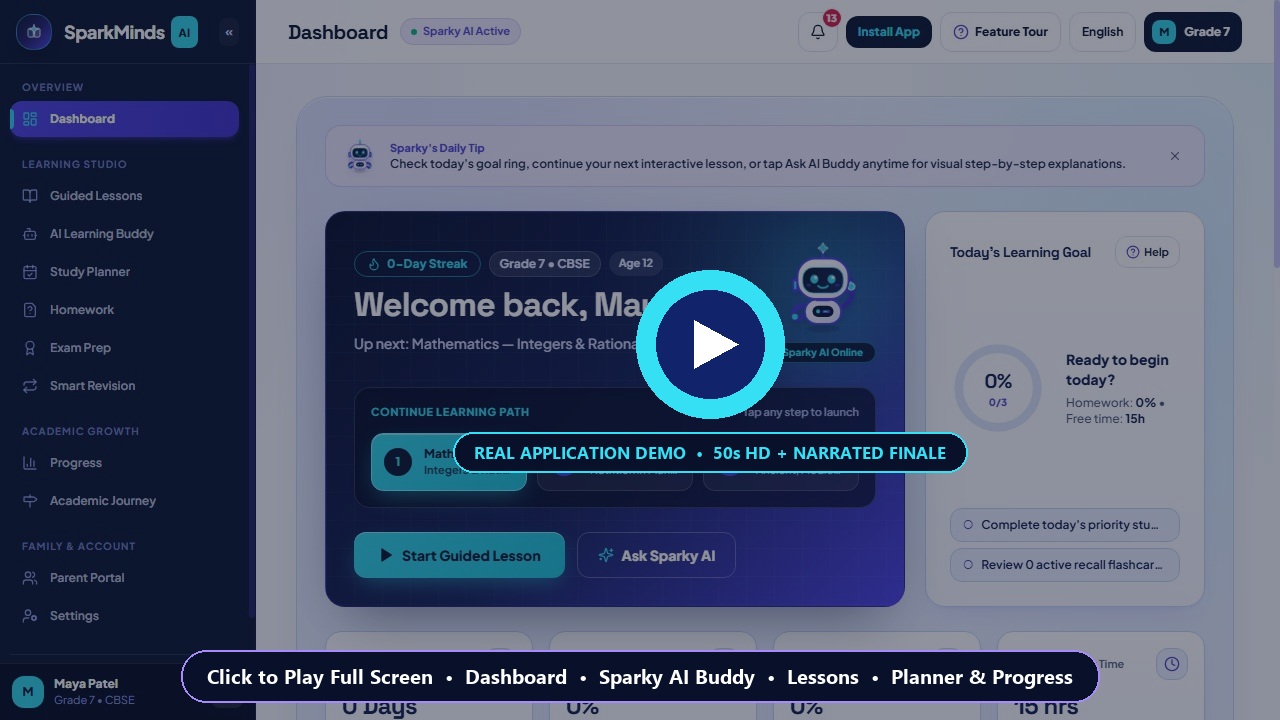 SparkMinds AI «
OVERVIEW
Dashboard
LEARNING STUDIO
Guided Lessons
AI Learning Buddy
Study Planner
Homework
Exam Prep
Smart Revision
ACADEMIC GROWTH
Progress
Academic Journey
FAMILY & ACCOUNT
Parent Portal
Settings
M
Maya Patel
Grade 7 • CBSE
Dashboard
Sparky AI Active
13
Install App
Feature Tour
English
M Grade 7
Sparky's Daily Tip
Check today's goal ring, continue your next interactive lesson, or tap Ask AI Buddy anytime for visual step-by-step explanations.
0-Day Streak
Grade 7 • CBSE
Age 12
Welcome back,
Up next: Mathematics — Integers &
Sparky AI Online
CONTINUE LEARNING PATH
Tap any step to launch
1
Start Guided Lesson
Ask Sparky AI
Today's Learning Goal
Help
0%
0/3
Ready to begin
today?
Homework: 0% •
Free time: 15h
Complete today's priority stu...
Review 0 active recall flashcar...
REAL APPLICATION DEMO • 50s HD + NARRATED FINALE
Click to Play Full Screen • Dashboard • Sparky AI Buddy • Lessons • Planner & Progress
Time
0 Days
0%
0%
15 hrs